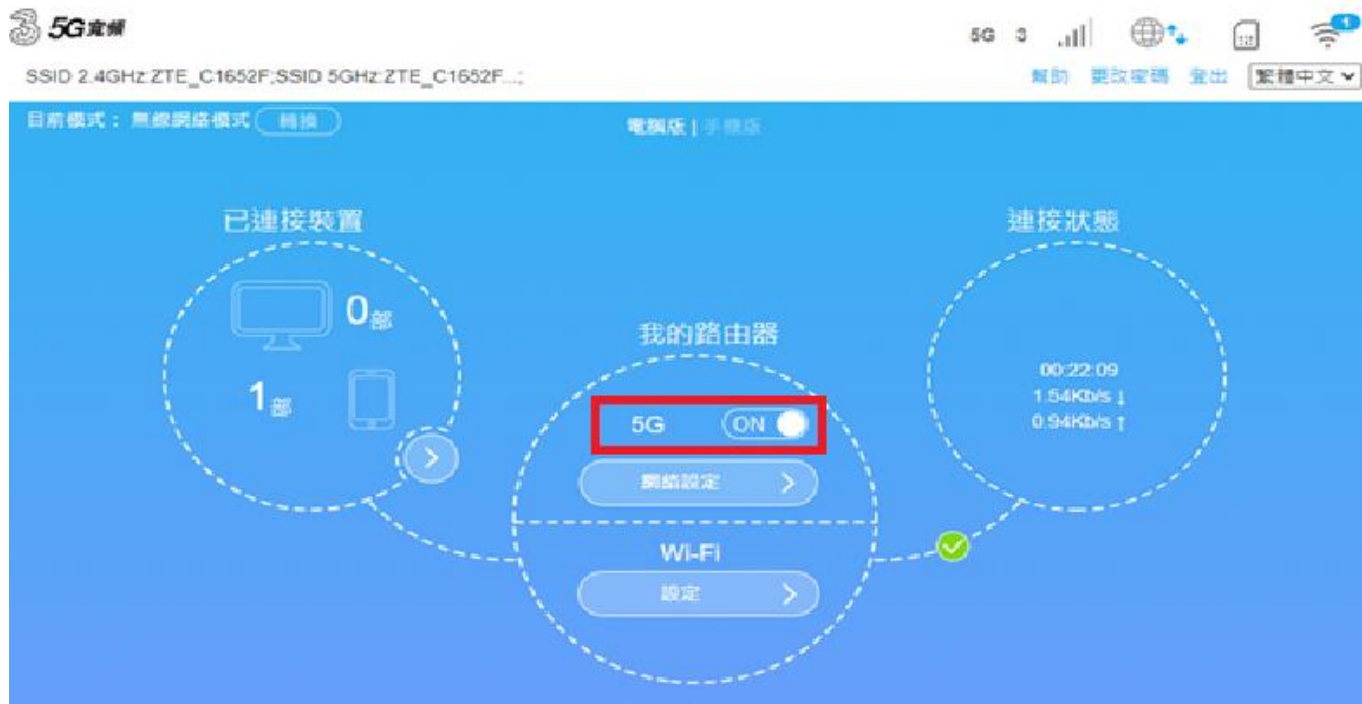 3 5G寬頻
5G 3
1
SSID 2.4GHz:ZTE_C1652F;SSID 5GHz:ZTE_C1652F...;
幫助 更改密碼 登出 繁體中文
目前模式： 無線網絡模式 轉換
電腦版 | 手機版
已連接裝置
0部
1部
我的路由器
5G ON
網絡設定
Wi-Fi
設定
連接狀態
00:22:09
1.54Kb/s ↓
0.94Kb/s ↑